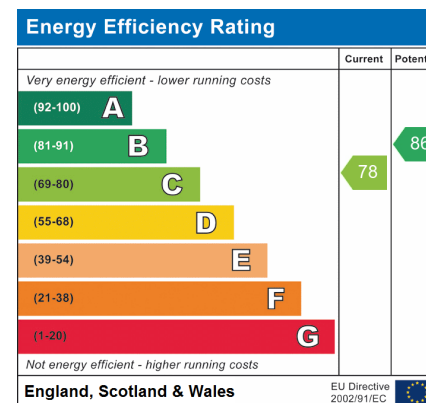 Energy Efficiency Rating
Current Poten
Very energy efficient - lower running costs
(92-100) A
(81-91) B
86
(69-80) C
78
(55-68) D
(39-54) E
(21-38) F
(1-20) G
Not energy efficient - higher running costs
England, Scotland & Wales
EU Directive
2002/91/EC